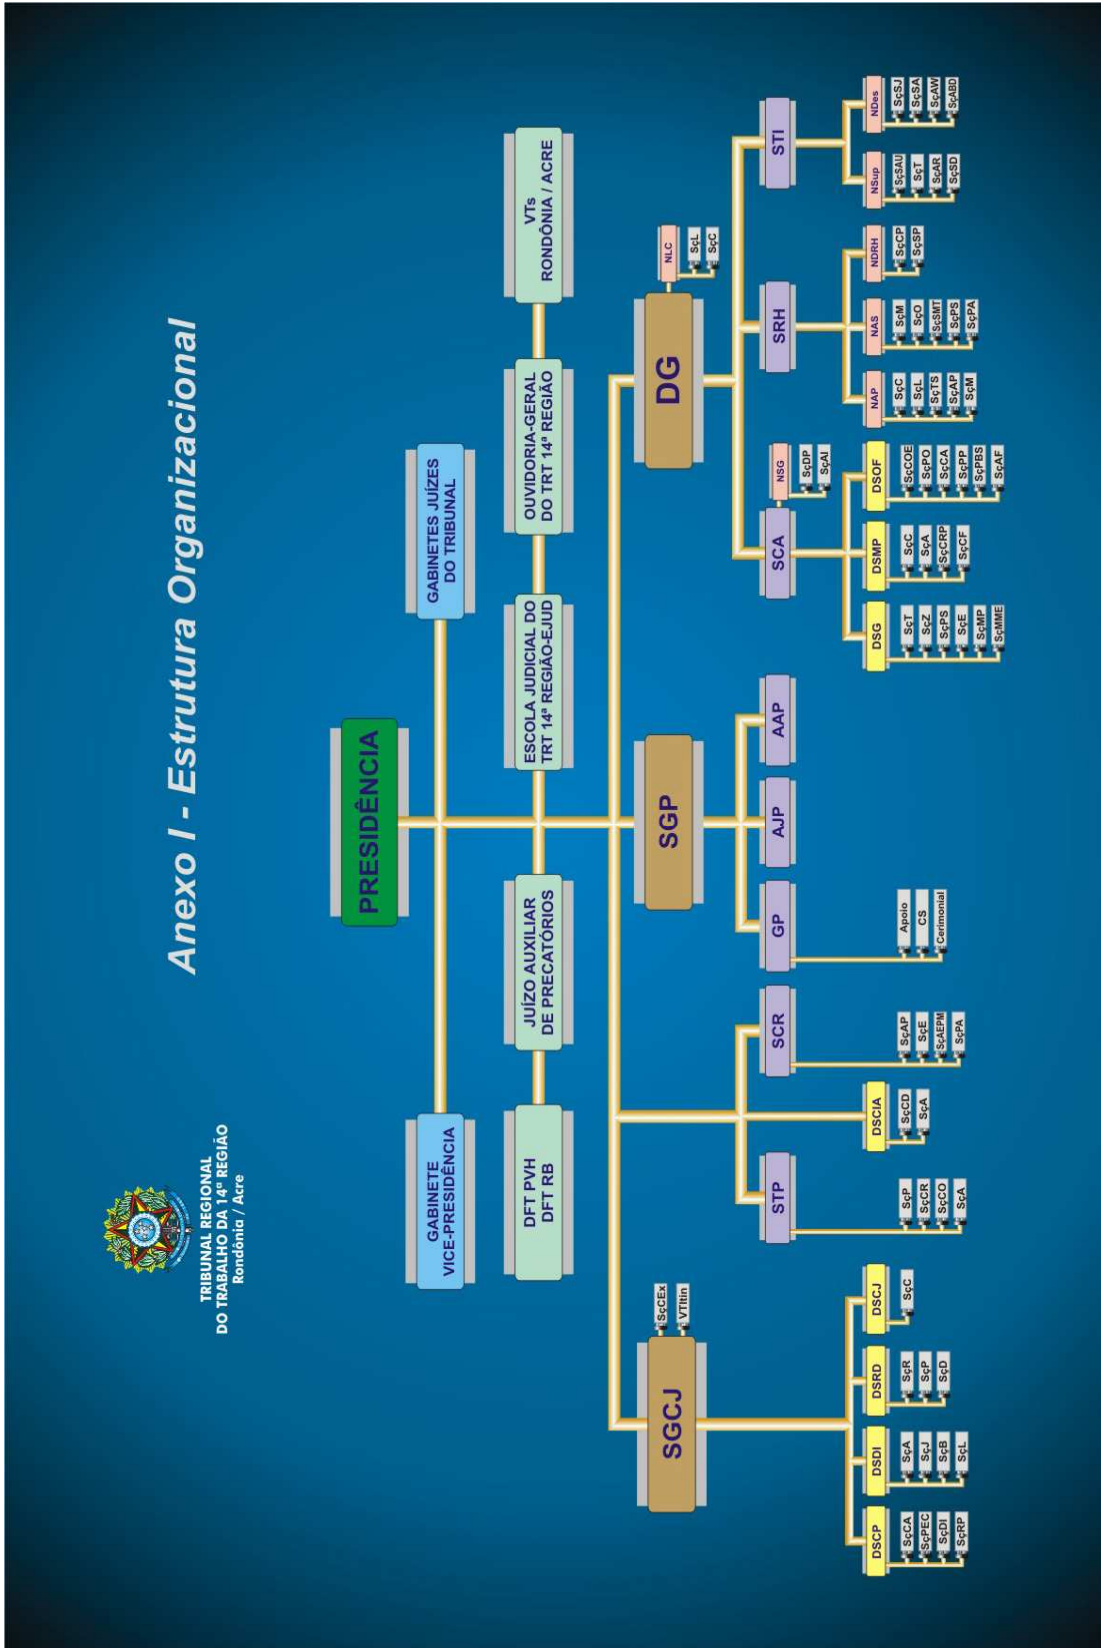 Anexo I - Estrutura Organizacional
TRIBUNAL REGIONAL
DO TRABALHO DA 14ª REGIÃO
Rondônia / Acre
PRESIDÊNCIA
GABINETE
VICE-PRESIDÊNCIA
GABINETES JUÍZES
DO TRIBUNAL
DFT PVH
DFT RB
JUÍZO AUXILIAR
DE PRECATÓRIOS
ESCOLA JUDICIAL DO
TRT 14ª REGIÃO-EJUD
OUVIDORIA-GERAL
DO TRT 14ª REGIÃO
VTs
RONDÔNIA / ACRE
SGCJ
SçCEx
VTItin
SGP
DG
NLC
SçL
SçC
STP
SCR
GP
AJP
AAP
SCA
NSG
SçDP
SçAI
SRH
STI
DSCP
SçCA
SçPEC
SçDI
SçRP
DSDI
SçA
SçJ
SçB
SçL
DSRD
SçR
SçP
SçD
DSCJ
SçC
SçP
SçCR
SçCO
SçA
DSCIA
SçCD
SçA
SçAP
SçE
SçAEPM
SçPA
Apoio
CS
Cerimonial
DSG
SçT
SçZ
SçPS
SçE
SçMP
SçMME
DSMP
SçC
SçA
SçCRP
SçCF
DSOF
SçCOE
SçPO
SçCA
SçPP
SçPBS
SçAF
NAP
SçC
SçL
SçTS
SçAP
SçM
NAS
SçM
SçO
SçSMT
SçPS
SçPA
NDRH
SçCP
SçSP
NSup
SçSAU
SçT
SçAR
SçSD
NDes
SçSJ
SçSA
SçAW
SçABD